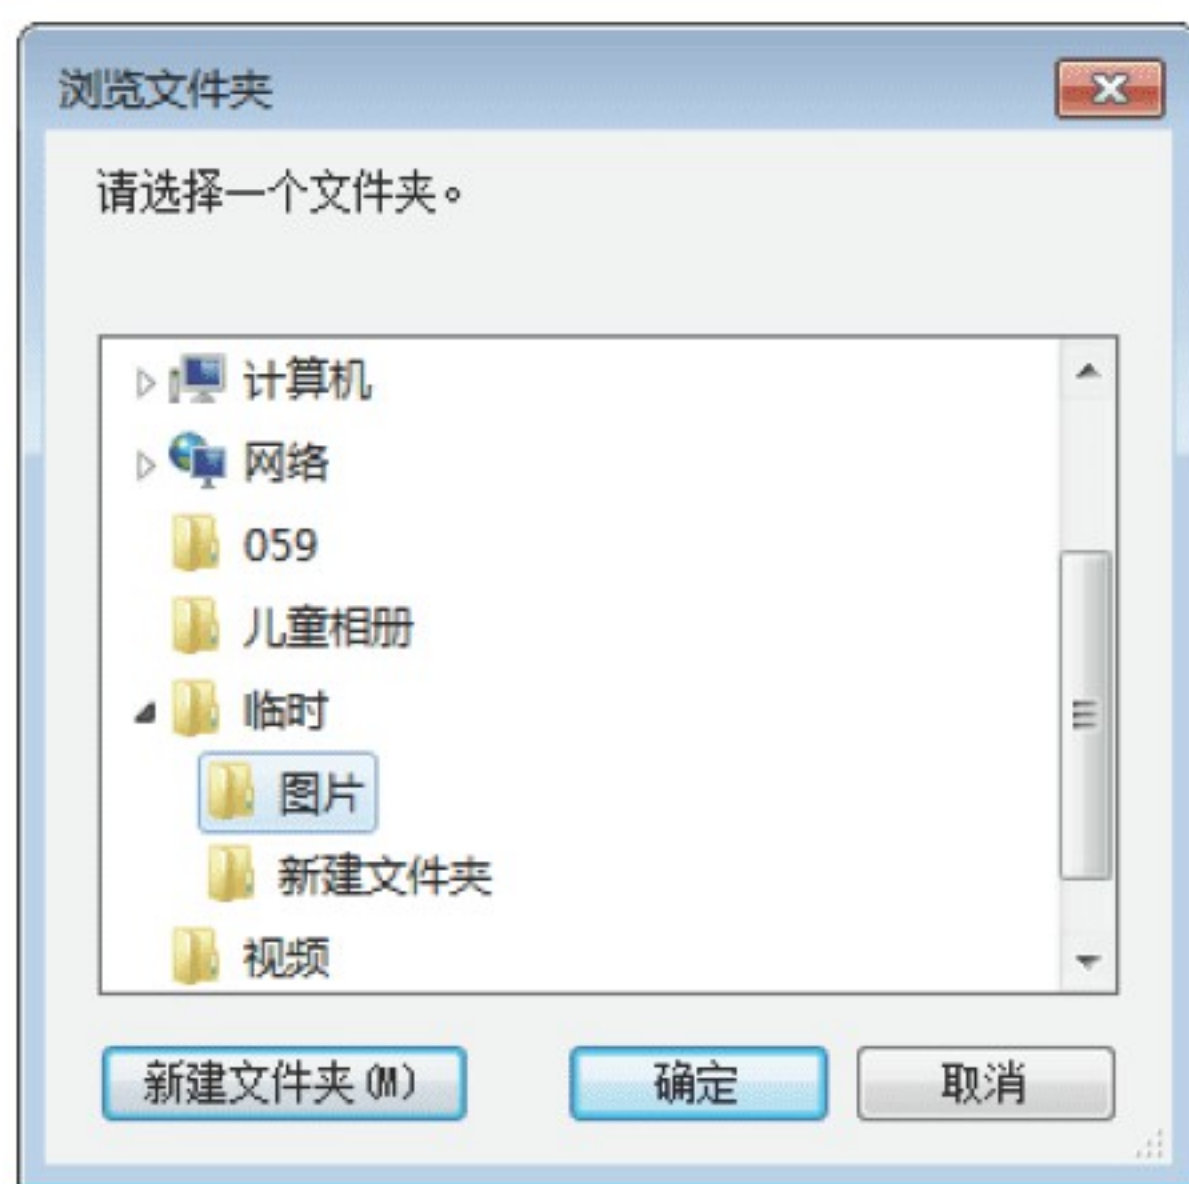 浏览文件夹
请选择一个文件夹。
计算机
网络
059
儿童相册
临时
图片
新建文件夹
视频
新建文件夹(M) 确定 取消